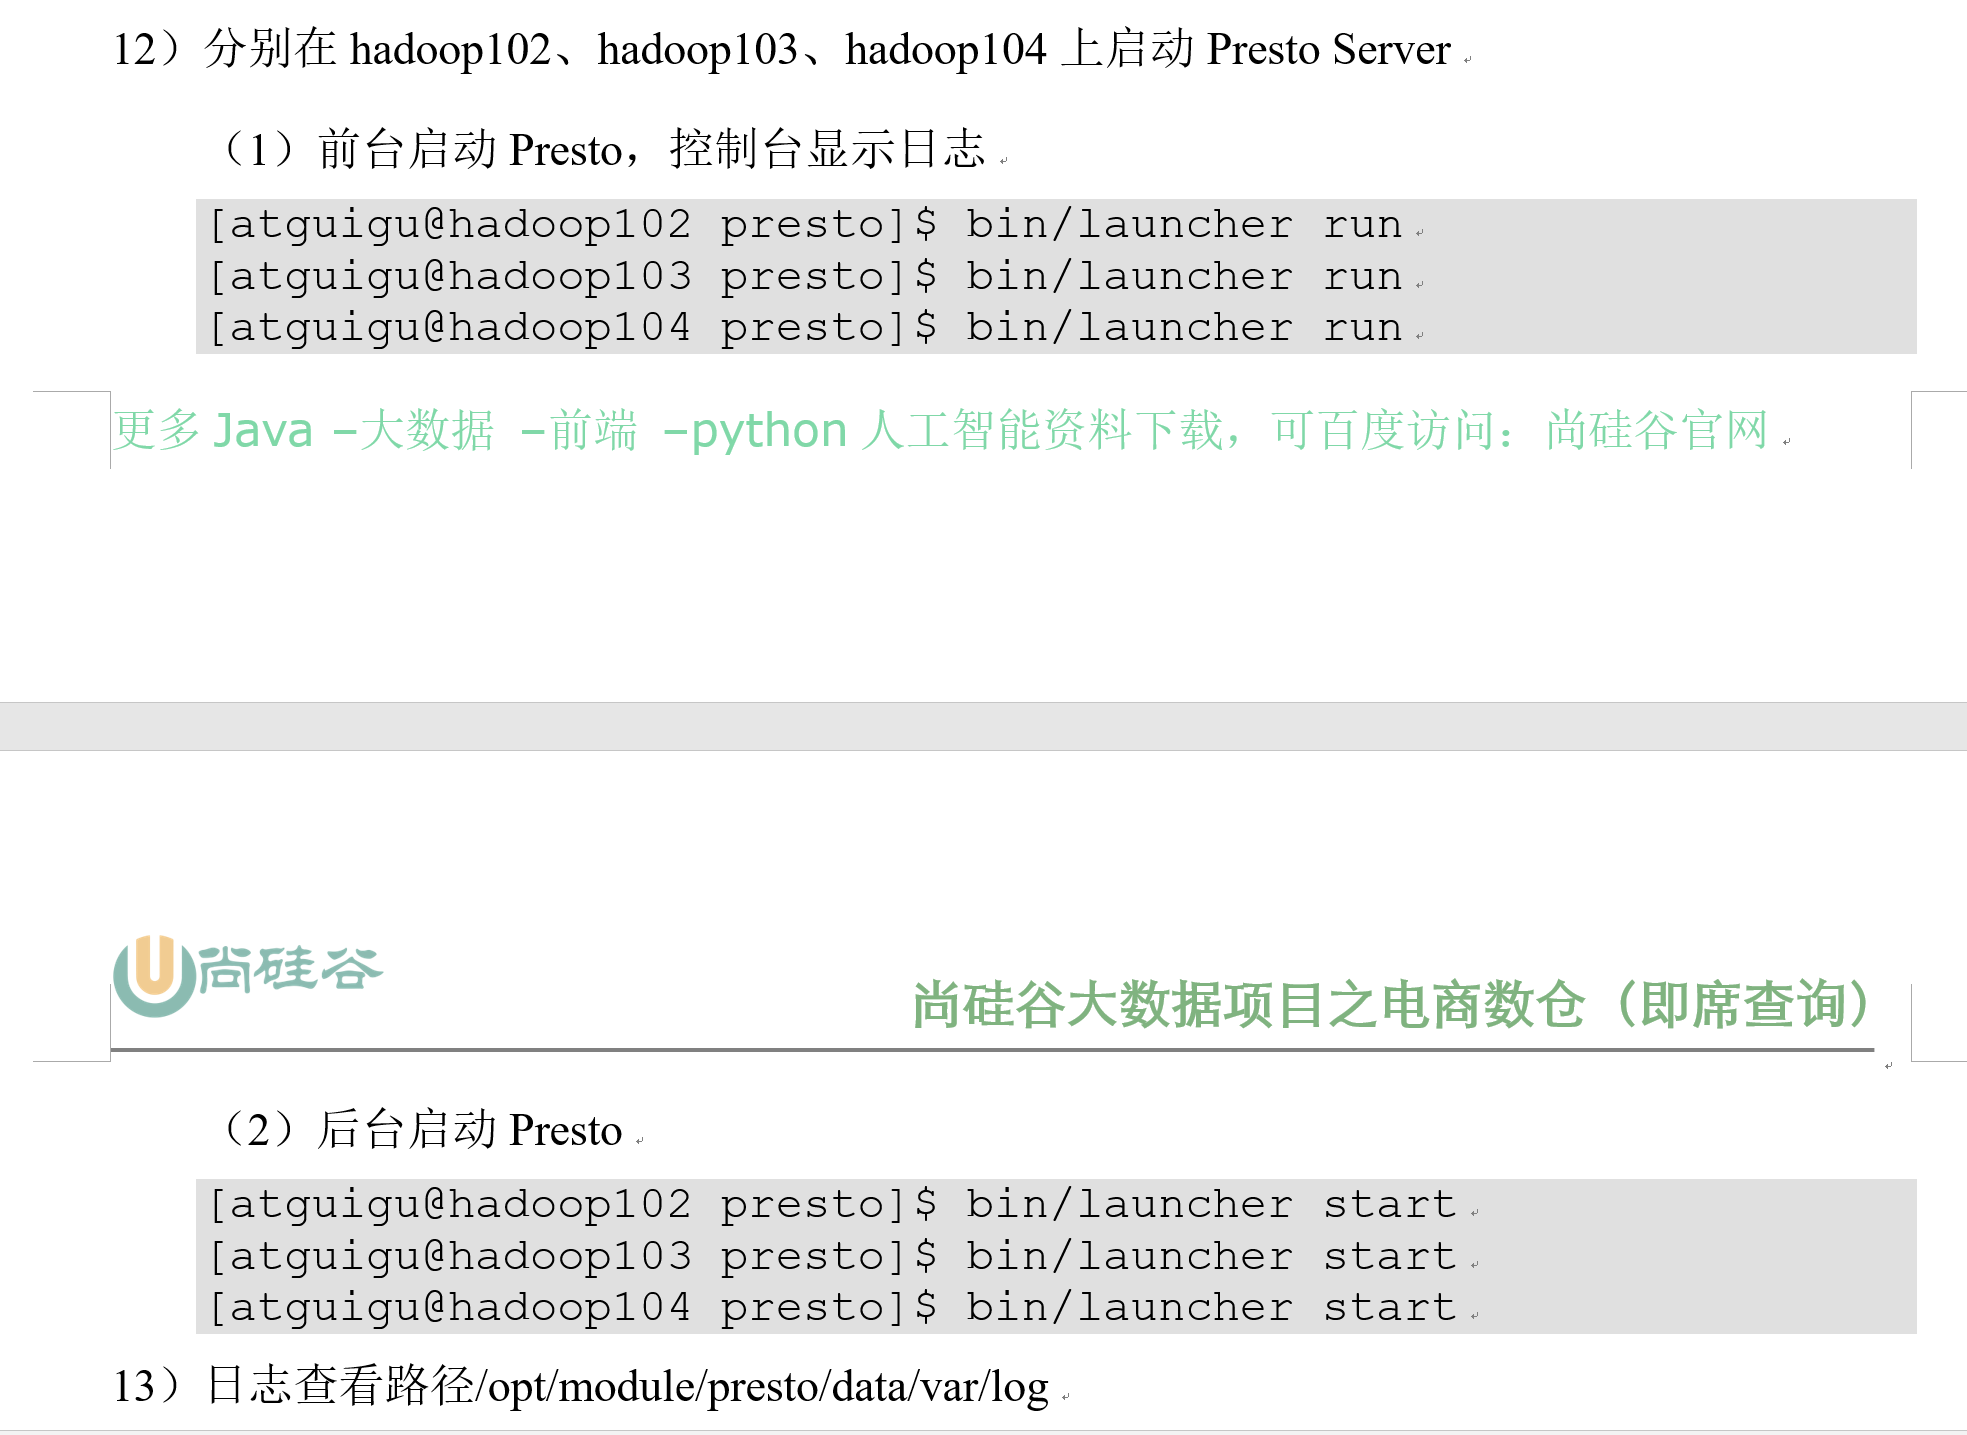 12）分别在 hadoop102、hadoop103、hadoop104 上启动 Presto Server
（1）前台启动 Presto，控制台显示日志
[atguigu@hadoop102 presto]$ bin/launcher run
[atguigu@hadoop103 presto]$ bin/launcher run
[atguigu@hadoop104 presto]$ bin/launcher run
更多 Java –大数据 –前端 –python 人工智能资料下载，可百度访问：尚硅谷官网
尚硅谷
尚硅谷大数据项目之电商数仓（即席查询）
（2）后台启动 Presto
[atguigu@hadoop102 presto]$ bin/launcher start
[atguigu@hadoop103 presto]$ bin/launcher start
[atguigu@hadoop104 presto]$ bin/launcher start
13）日志查看路径/opt/module/presto/data/var/log